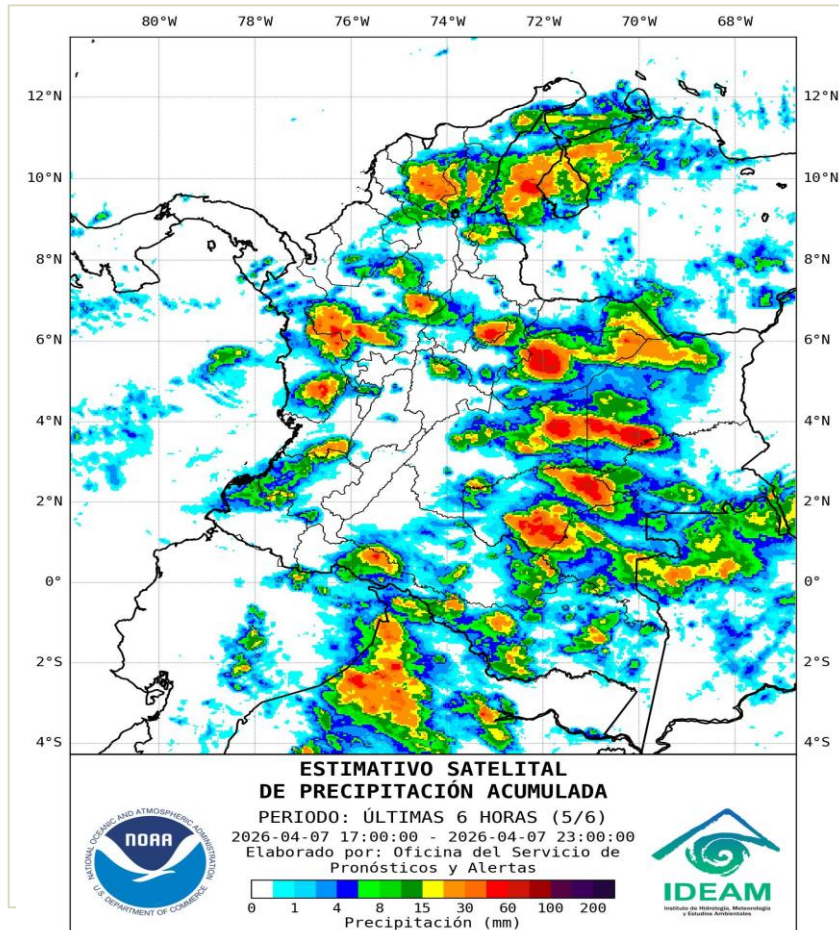 80°W 78°W 76°W 74°W 72°W 70°W 68°W
12°N 12°N
10°N 10°N
8°N 8°N
6°N 6°N
4°N 4°N
2°N 2°N
0° 0°
2°S 2°S
4°S 4°S
ESTIMATIVO SATELITAL
DE PRECIPITACIÓN ACUMULADA
PERIODO: ÚLTIMAS 6 HORAS (5/6)
2026-04-07 17:00:00 - 2026-04-07 23:00:00
Elaborado por: Oficina del Servicio de
Pronósticos y Alertas
0 1 4 8 15 30 60 100 200
Precipitación (mm)
NATIONAL OCEANIC AND ATMOSPHERIC ADMINISTRATION
NOAA
U.S. DEPARTMENT OF COMMERCE
IDEAM
Instituto de Hidrología, Meteorología
y Estudios Ambientales